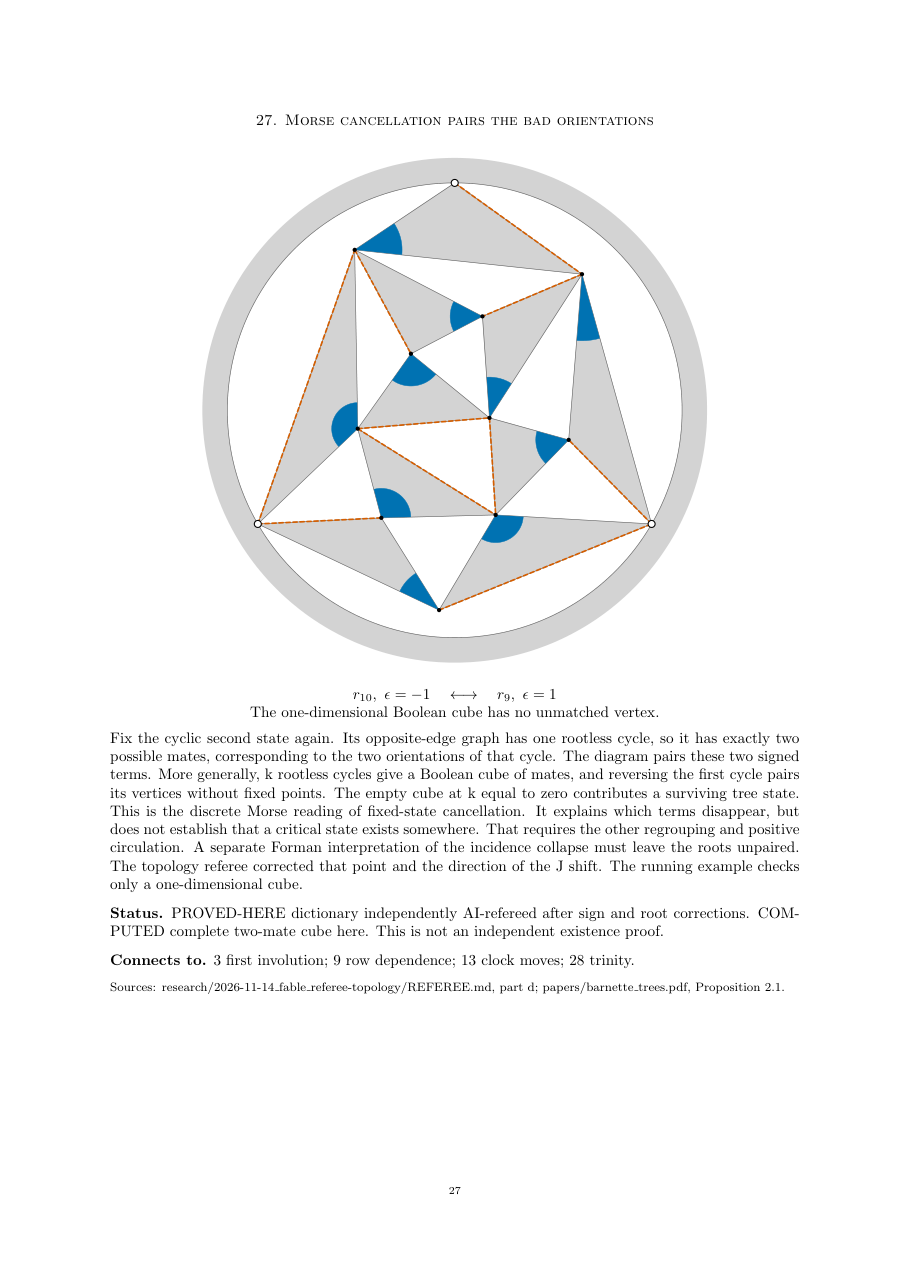 27. Morse cancellation pairs the bad orientations
r₁₀, ϵ = −1 ⟷ r₉, ϵ = 1
The one-dimensional Boolean cube has no unmatched vertex.
Fix the cyclic second state again. Its opposite-edge graph has one rootless cycle, so it has exactly two
possible mates, corresponding to the two orientations of that cycle. The diagram pairs these two signed
terms. More generally, k rootless cycles give a Boolean cube of mates, and reversing the first cycle pairs
its vertices without fixed points. The empty cube at k equal to zero contributes a surviving tree state.
This is the discrete Morse reading of fixed-state cancellation. It explains which terms disappear, but
does not establish that a critical state exists somewhere. That requires the other regrouping and positive
circulation. A separate Forman interpretation of the incidence collapse must leave the roots unpaired.
The topology referee corrected that point and the direction of the J shift. The running example checks
only a one-dimensional cube.
Status. PROVED-HERE dictionary independently AI-refereed after sign and root corrections. COM-
PUTED complete two-mate cube here. This is not an independent existence proof.
Connects to. 3 first involution; 9 row dependence; 13 clock moves; 28 trinity.
Sources: research/2026-11-14_fable_referee-topology/REFEREE.md, part d; papers/barnette_trees.pdf, Proposition 2.1.
27